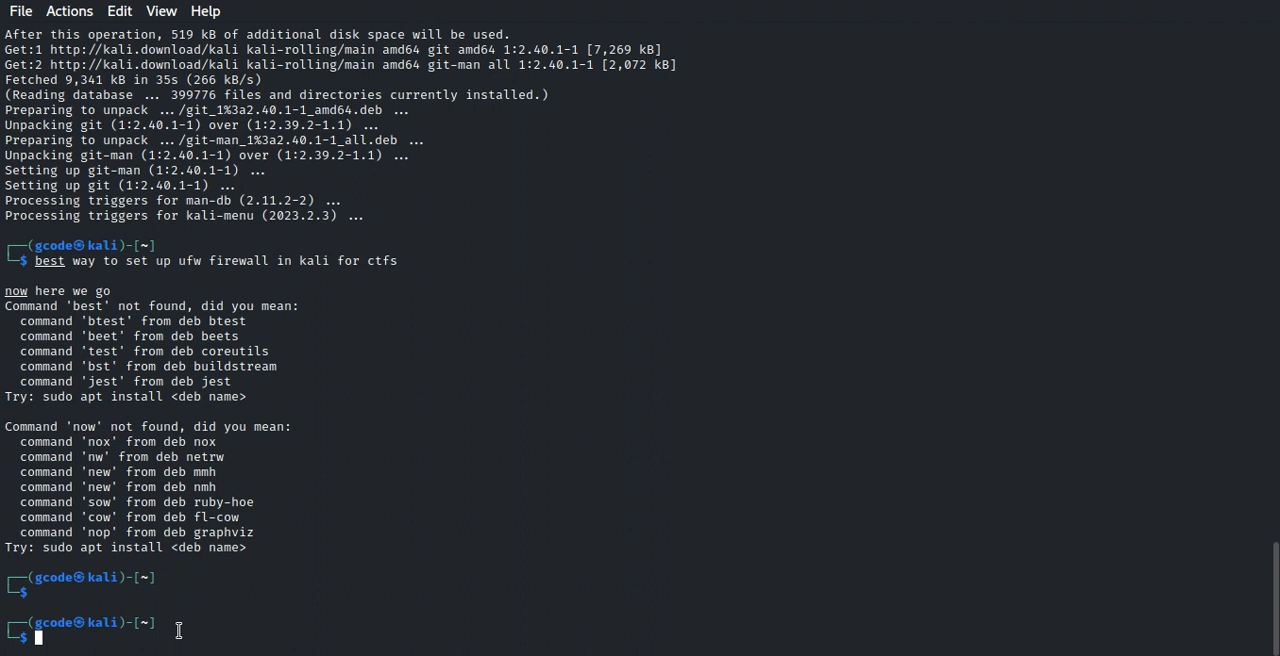 File Actions Edit View Help
After this operation, 519 kB of additional disk space will be used.
Get:1 http://kali.download/kali kali-rolling/main amd64 git amd64 1:2.40.1-1 [7,269 kB]
Get:2 http://kali.download/kali kali-rolling/main amd64 git-man all 1:2.40.1-1 [2,072 kB]
Fetched 9,341 kB in 35s (266 kB/s)
(Reading database ... 399776 files and directories currently installed.)
Preparing to unpack .../git_1%3a2.40.1-1_amd64.deb ...
Unpacking git (1:2.40.1-1) over (1:2.39.2-1.1) ...
Preparing to unpack .../git-man_1%3a2.40.1-1_all.deb ...
Unpacking git-man (1:2.40.1-1) over (1:2.39.2-1.1) ...
Setting up git-man (1:2.40.1-1) ...
Setting up git (1:2.40.1-1) ...
Processing triggers for man-db (2.11.2-2) ...
Processing triggers for kali-menu (2023.2.3) ...
┌──(gcode㉿kali)-[~]
└─$ best way to set up ufw firewall in kali for ctfs
now here we go
Command 'best' not found, did you mean:
command 'btest' from deb btest
command 'beet' from deb beets
command 'test' from deb coreutils
command 'bst' from deb buildstream
command 'jest' from deb jest
Try: sudo apt install <deb name>
Command 'now' not found, did you mean:
command 'nox' from deb nox
command 'nw' from deb netrw
command 'new' from deb mmh
command 'new' from deb nmh
command 'sow' from deb ruby-hoe
command 'cow' from deb fl-cow
command 'nop' from deb graphviz
Try: sudo apt install <deb name>
┌──(gcode㉿kali)-[~]
└─$
┌──(gcode㉿kali)-[~]
└─$